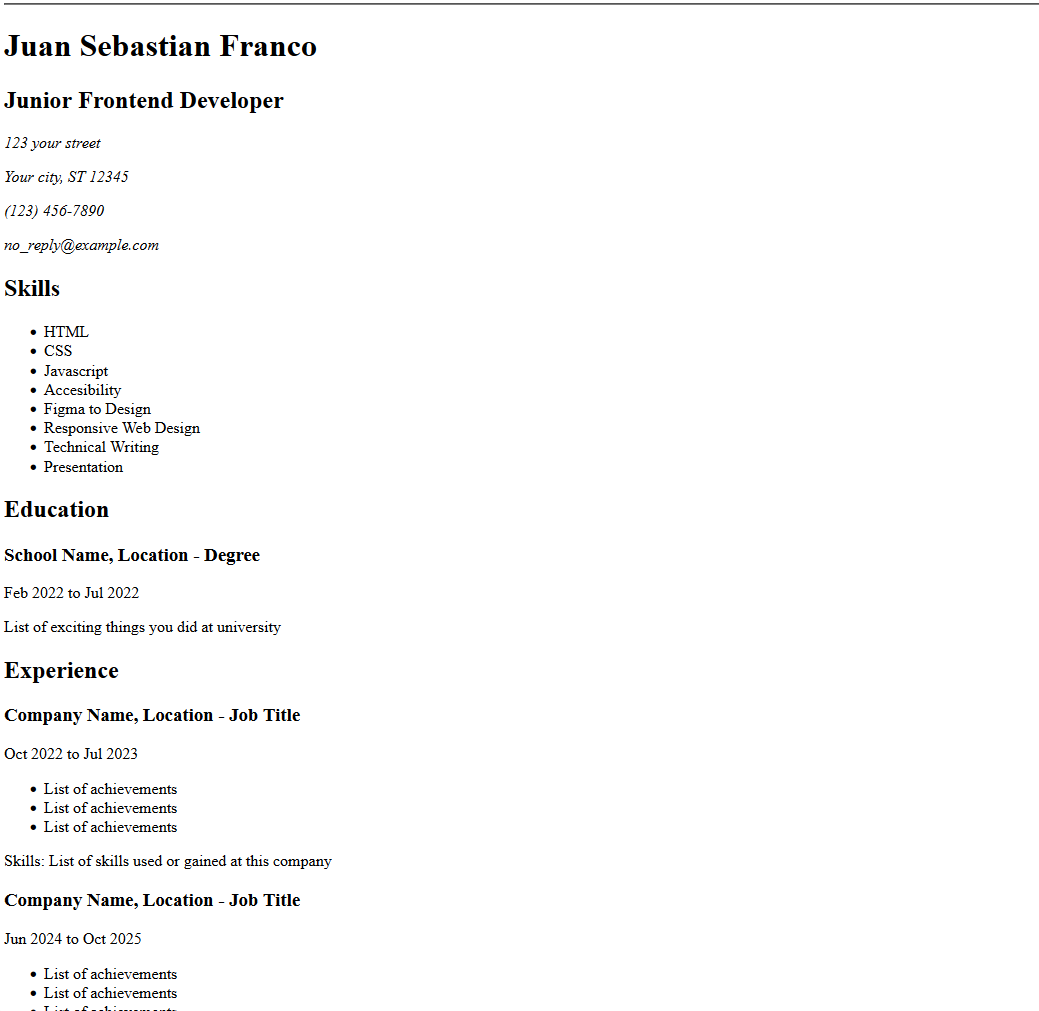 Juan Sebastian Franco
Junior Frontend Developer
123 your street
Your city, ST 12345
(123) 456-7890
no_reply@example.com
Skills
HTML
CSS
Javascript
Accesibility
Figma to Design
Responsive Web Design
Technical Writing
Presentation
Education
School Name, Location - Degree
Feb 2022 to Jul 2022
List of exciting things you did at university
Experience
Company Name, Location - Job Title
Oct 2022 to Jul 2023
List of achievements
List of achievements
List of achievements
Skills: List of skills used or gained at this company
Company Name, Location - Job Title
Jun 2024 to Oct 2025
List of achievements
List of achievements